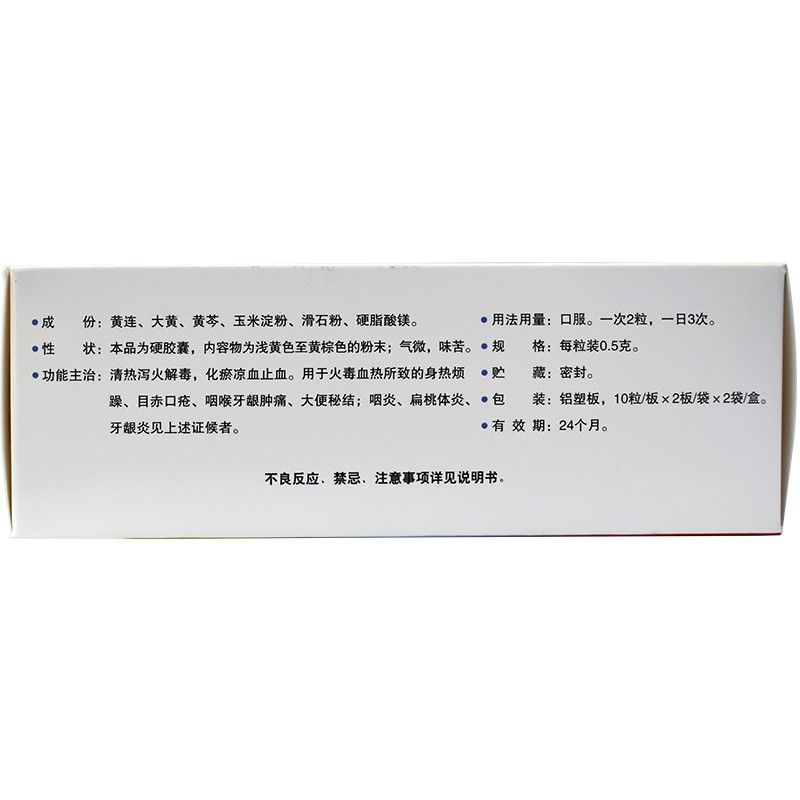 ●成　份：黄连、大黄、黄芩、玉米淀粉、滑石粉、硬脂酸镁。
●性　状：本品为硬胶囊，内容物为浅黄色至黄棕色的粉末；气微，味苦。
●功能主治：清热泻火解毒，化瘀凉血止血。用于火毒血热所致的身热烦
躁、目赤口疮、咽喉牙龈肿痛、大便秘结；咽炎、扁桃体炎、
牙龈炎见上述证候者。
●用法用量：口服。一次2粒，一日3次。
●规　格：每粒装0.5克。
●贮　藏：密封。
●包　装：铝塑板，10粒/板×2板/袋×2袋/盒。
●有 效 期：24个月。
不良反应、禁忌、注意事项详见说明书。